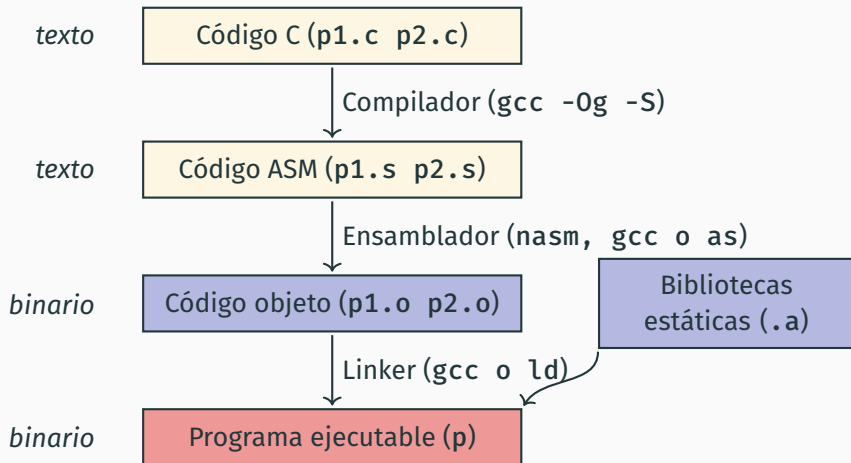 texto
Código C (p1.c p2.c)
Compilador (gcc -Og -S)
texto
Código ASM (p1.s p2.s)
Ensamblador (nasm, gcc o as)
binario
Código objeto (p1.o p2.o)
Bibliotecas
estáticas (.a)
Linker (gcc o ld)
binario
Programa ejecutable (p)